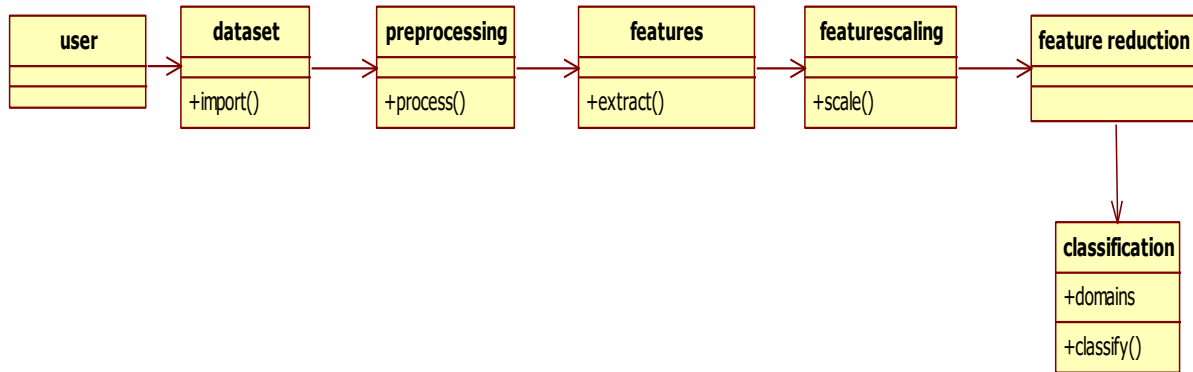 user
dataset
+import()
preprocessing
+process()
features
+extract()
featurescaling
+scale()
feature reduction
classification
+domains
+classify()